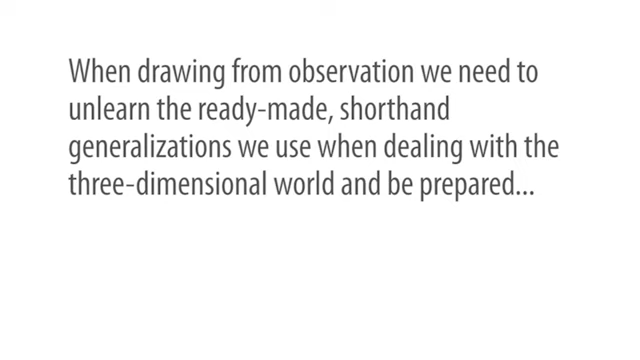 When drawing from observation we need to
unlearn the ready-made, shorthand
generalizations we use when dealing with the
three-dimensional world and be prepared...